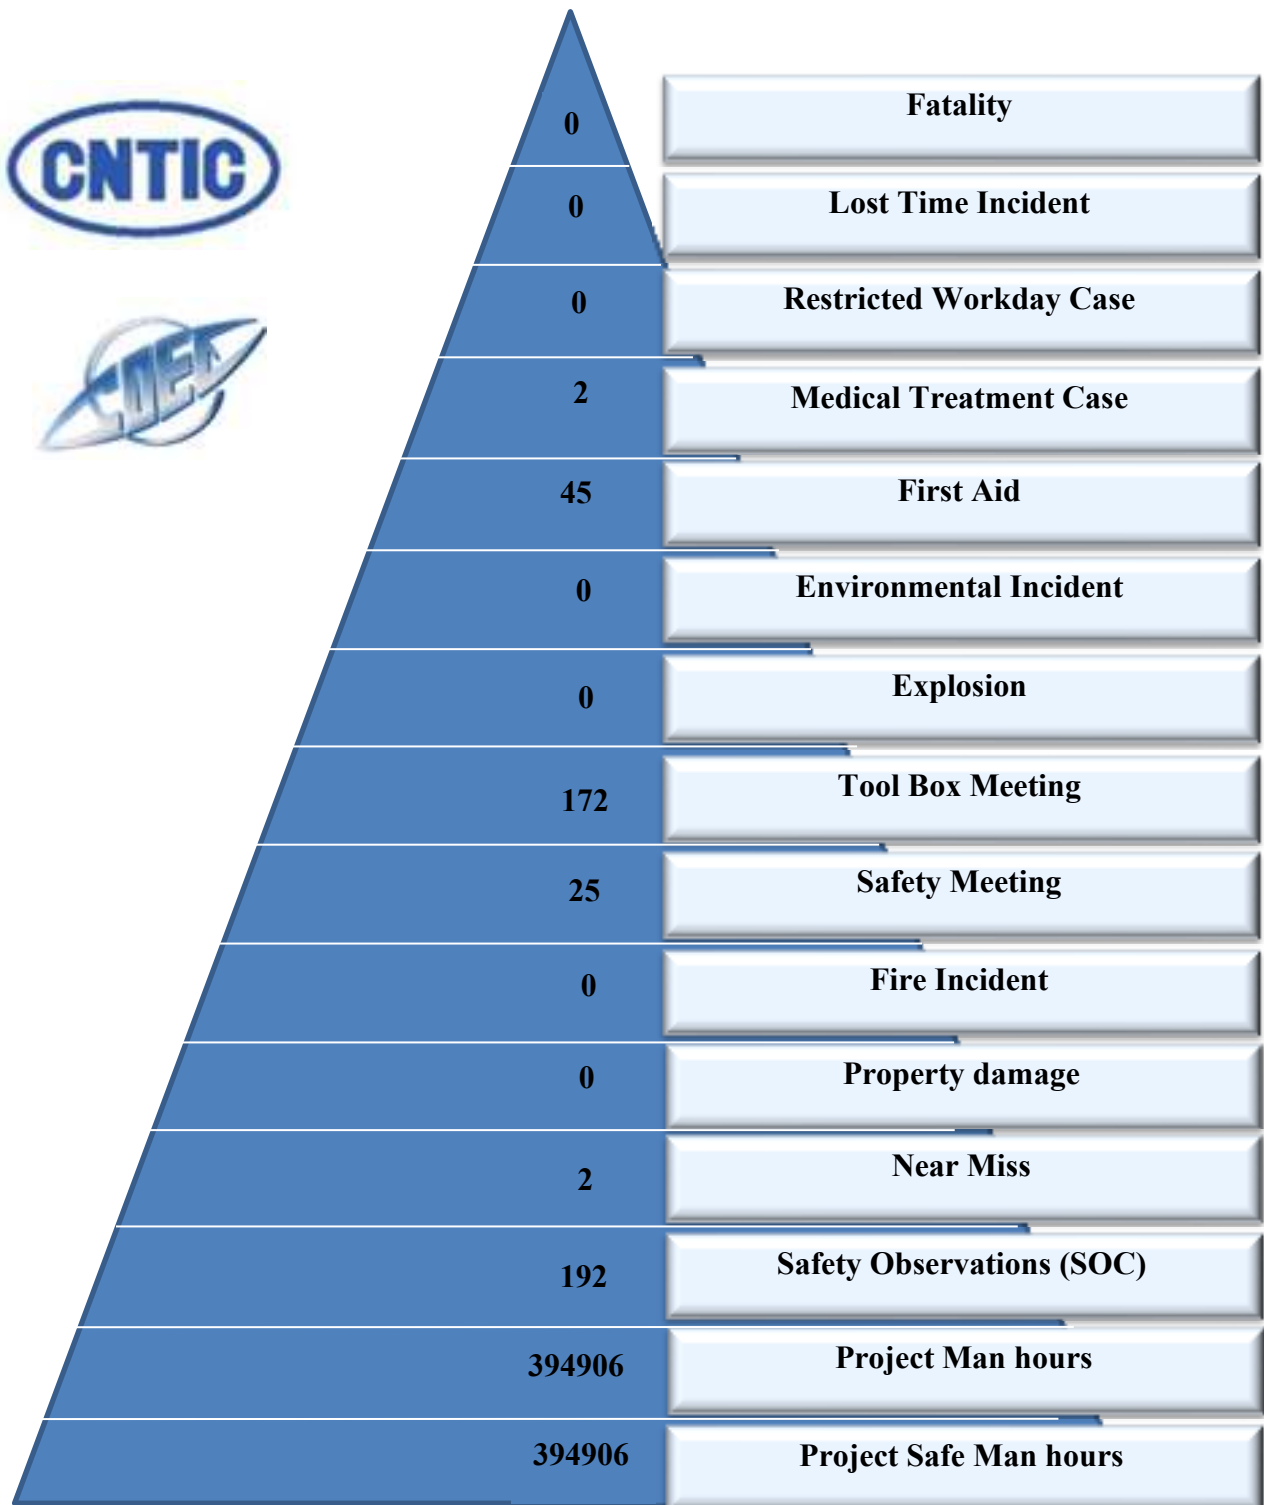 0 Fatality
CNTIC
0 Lost Time Incident
0 Restricted Workday Case
CDEC
2 Medical Treatment Case
45 First Aid
0 Environmental Incident
0 Explosion
172 Tool Box Meeting
25 Safety Meeting
0 Fire Incident
0 Property damage
2 Near Miss
192 Safety Observations (SOC)
394906 Project Man hours
394906 Project Safe Man hours